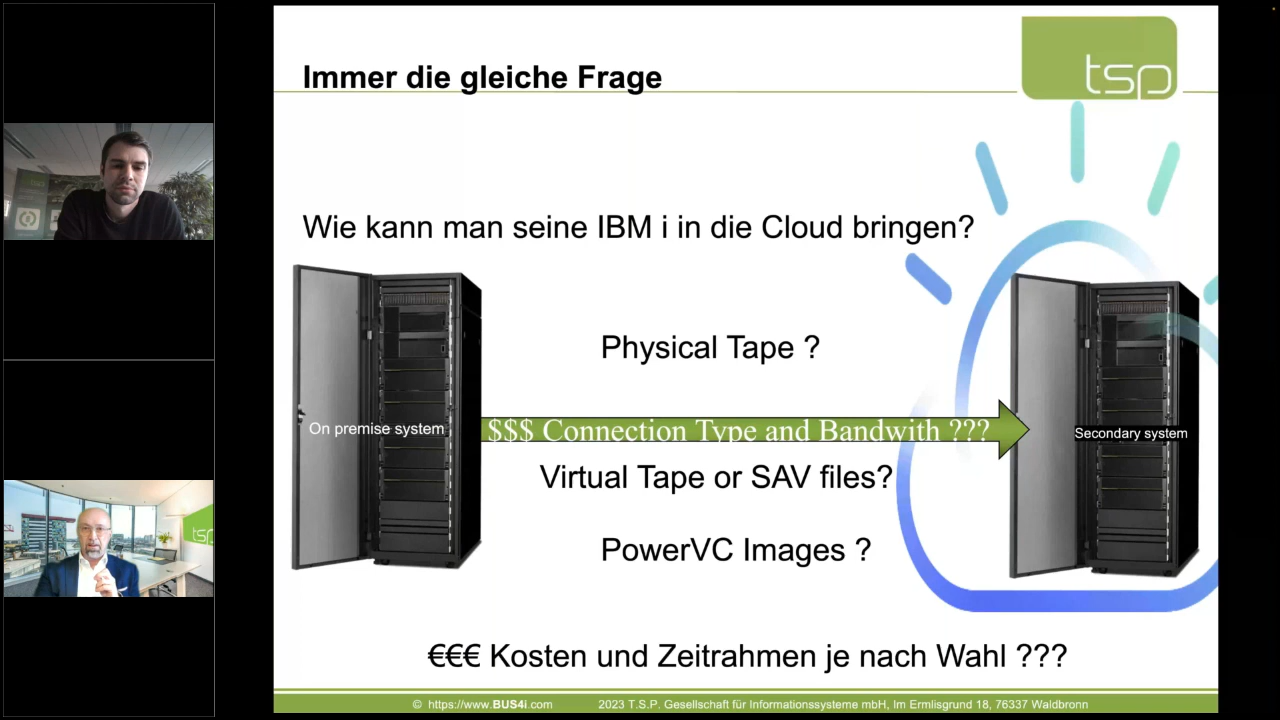 Immer die gleiche Frage
tsp
Wie kann man seine IBM i in die Cloud bringen?
Physical Tape ?
On premise system
$$$ Connection Type and Bandwith ???
Secondary system
Virtual Tape or SAV files?
PowerVC Images ?
€€€ Kosten und Zeitrahmen je nach Wahl ???
© https://www.BUS4i.com
2023 T.S.P. Gesellschaft für Informationssysteme mbH, Im Ermlisgrund 18, 76337 Waldbronn
tsp